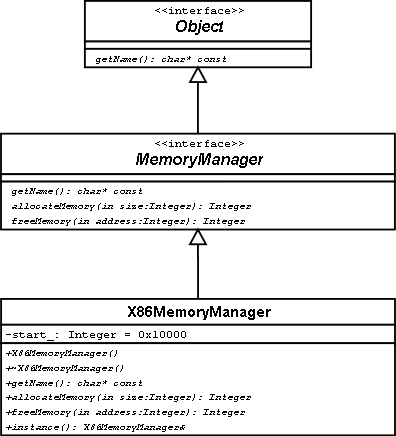 <<interface>>
Object
getName(): char* const
<<interface>>
MemoryManager
getName(): char* const
allocateMemory(in size:Integer): Integer
freeMemory(in address:Integer): Integer
X86MemoryManager
-start_: Integer = 0x10000
+X86MemoryManager()
+~X86MemoryManager()
+getName(): char* const
+allocateMemory(in size:Integer): Integer
+freeMemory(in address:Integer): Integer
+instance(): X86MemoryManager&